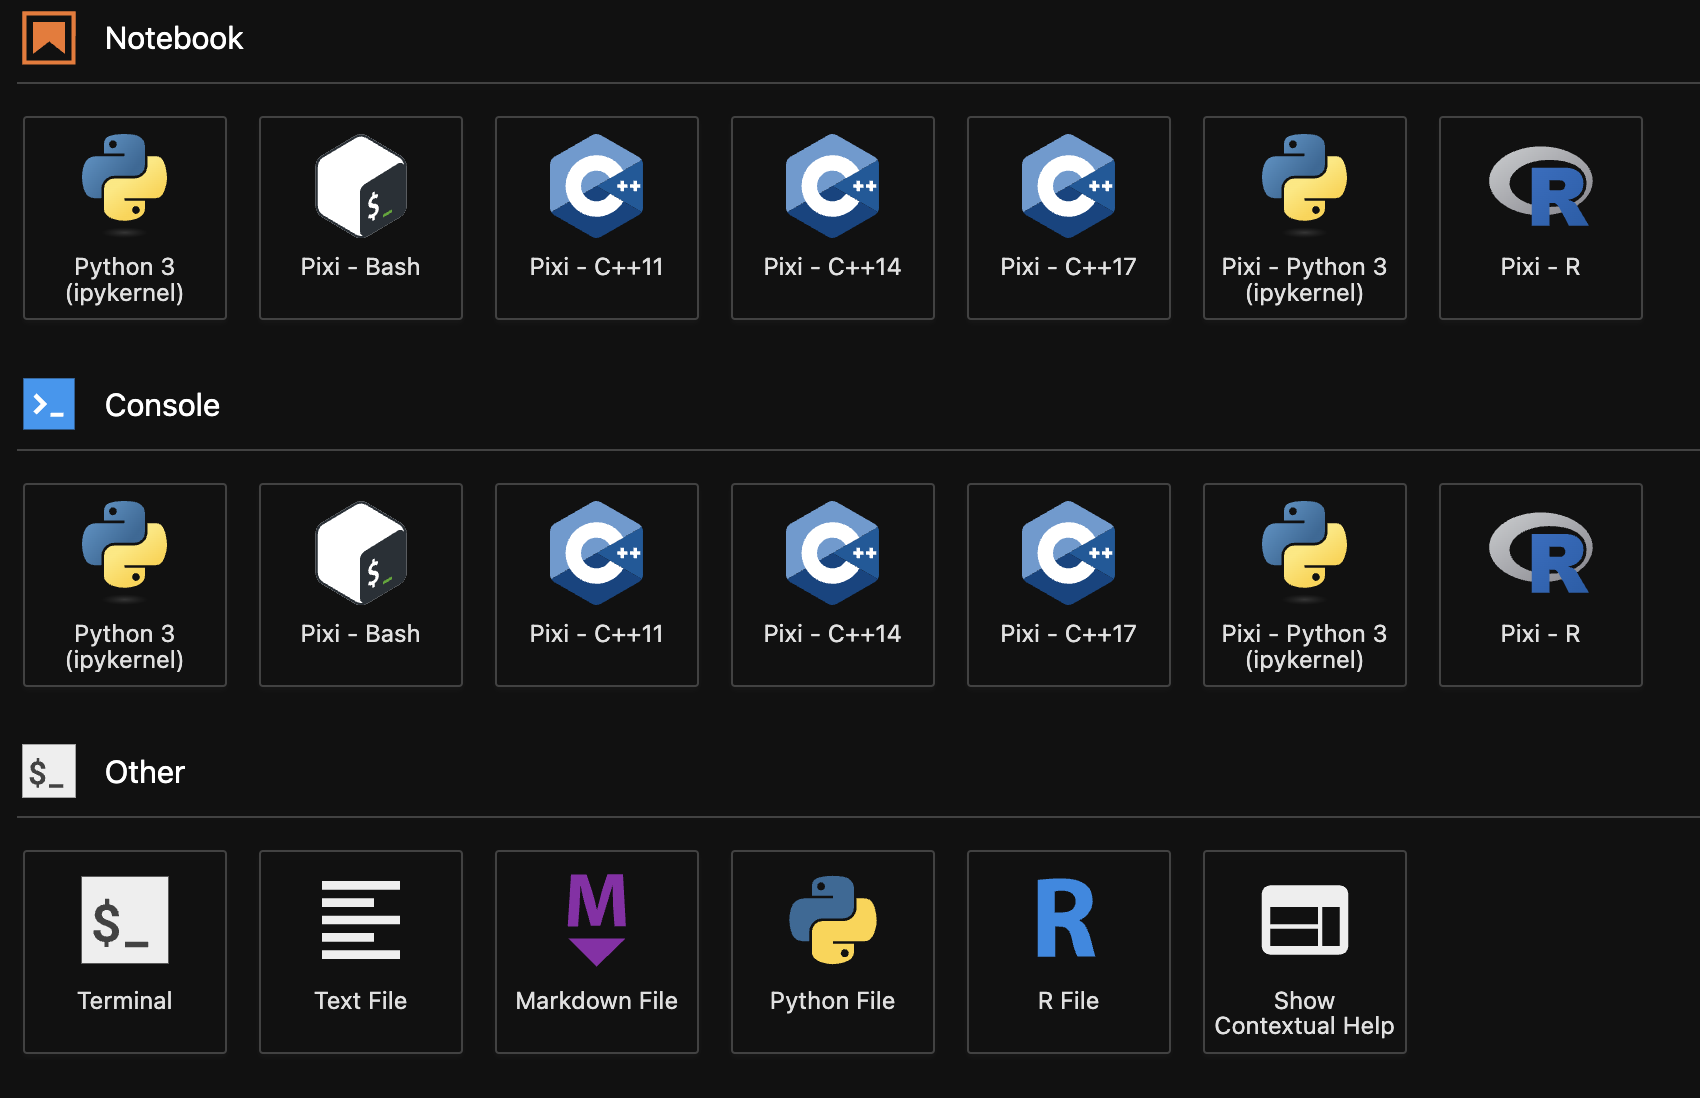 Notebook
Python 3
(ipykernel)
Pixi - Bash
Pixi - C++11
Pixi - C++14
Pixi - C++17
Pixi - Python 3
(ipykernel)
Pixi - R
Console
Python 3
(ipykernel)
Pixi - Bash
Pixi - C++11
Pixi - C++14
Pixi - C++17
Pixi - Python 3
(ipykernel)
Pixi - R
$_ Other
Terminal
Text File
Markdown File
Python File
R File
Show
Contextual Help